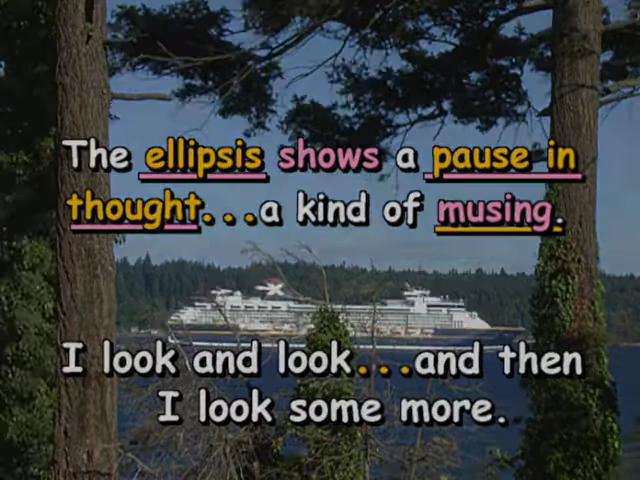 The ellipsis shows a pause in
thought...a kind of musing.
I look and look...and then
I look some more.